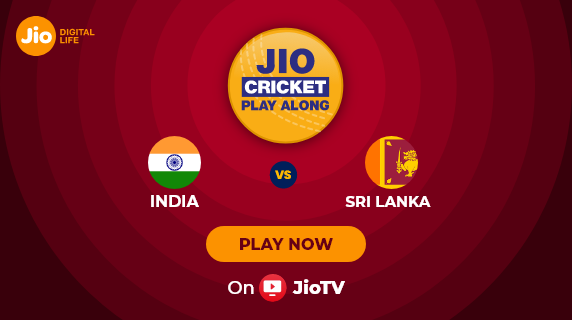 Jio DIGITAL
LIFE
JIO
CRICKET
PLAY ALONG
INDIA
VS
SRI LANKA
PLAY NOW
On JioTV